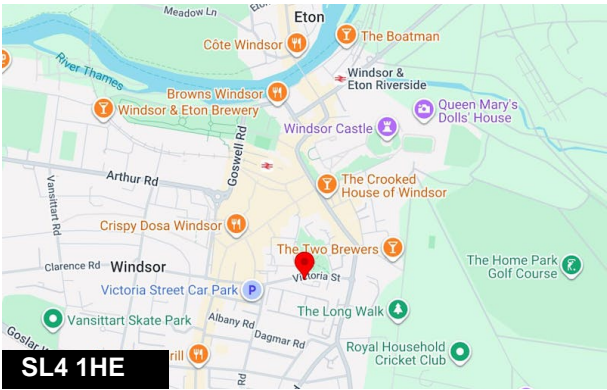 Meadow Ln
Eton
Côte Windsor
The Boatman
River Thames
Windsor &
Eton Riverside
Browns Windsor
Windsor & Eton Brewery
Queen Mary's
Dolls' House
Windsor Castle
Goswell Rd
Arthur Rd
Vansittart Rd
The Crooked
House of Windsor
Crispy Dosa Windsor
The Two Brewers
Clarence Rd
Windsor
The Home Park
Golf Course
Victoria St
Victoria Street Car Park
P
The Long Walk
Vansittart Skate Park
Albany Rd
Dagmar Rd
Goslar
Royal Household
Cricket Club
rill
Rd
SL4 1HE